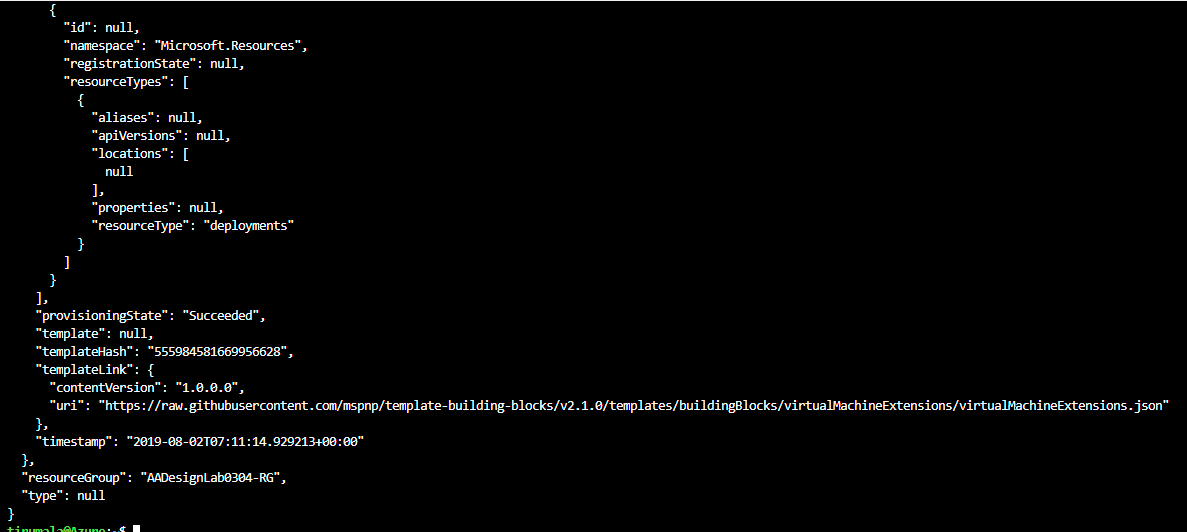 {
"id": null,
"namespace": "Microsoft.Resources",
"registrationState": null,
"resourceTypes": [
{
"aliases": null,
"apiVersions": null,
"locations": [
null
],
"properties": null,
"resourceType": "deployments"
}
]
}
],
"provisioningState": "Succeeded",
"template": null,
"templateHash": "555984581669956628",
"templateLink": {
"contentVersion": "1.0.0.0",
"uri": "https://raw.githubusercontent.com/mspnp/template-building-blocks/v2.1.0/templates/buildingBlocks/virtualMachineExtensions/virtualMachineExtensions.json"
},
"timestamp": "2019-08-02T07:11:14.929213+00:00"
},
"resourceGroup": "AADesignLab0304-RG",
"type": null
}
tirumala@Azure:~$